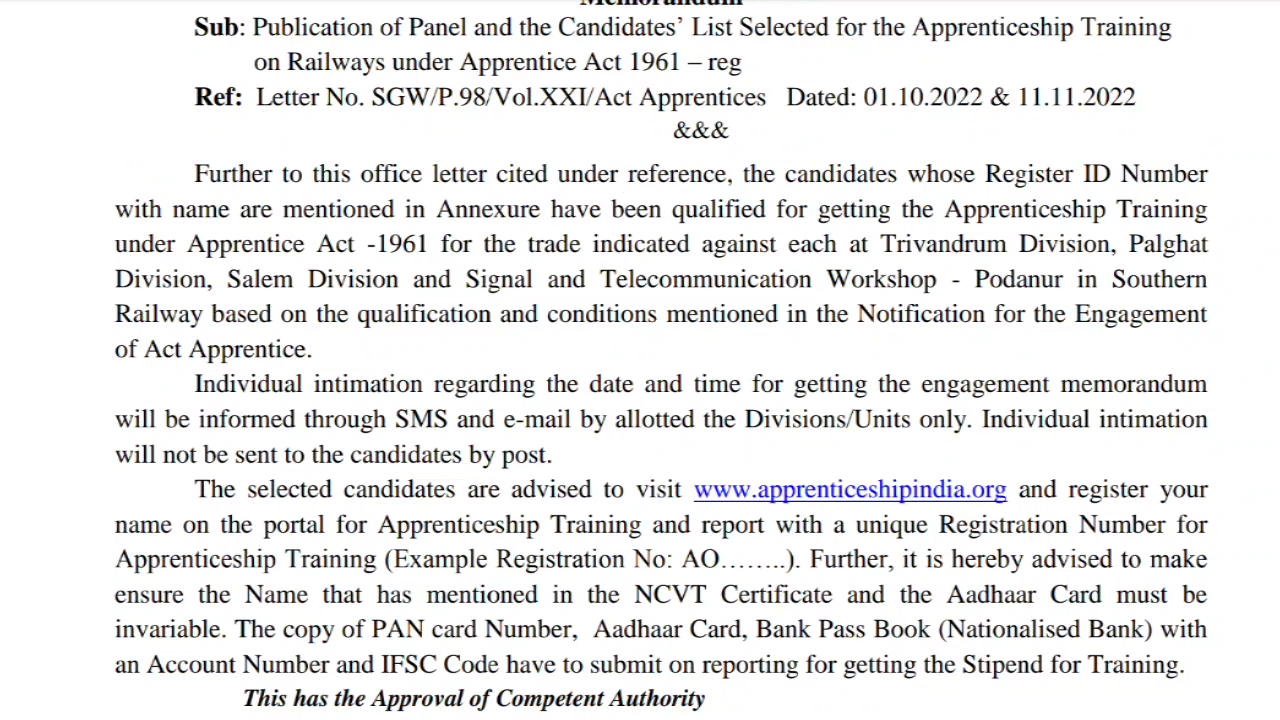 Memorandum
Sub: Publication of Panel and the Candidates' List Selected for the Apprenticeship Training
on Railways under Apprentice Act 1961 – reg
Ref: Letter No. SGW/P.98/Vol.XXI/Act Apprentices Dated: 01.10.2022 & 11.11.2022
&&&
Further to this office letter cited under reference, the candidates whose Register ID Number
with name are mentioned in Annexure have been qualified for getting the Apprenticeship Training
under Apprentice Act -1961 for the trade indicated against each at Trivandrum Division, Palghat
Division, Salem Division and Signal and Telecommunication Workshop - Podanur in Southern
Railway based on the qualification and conditions mentioned in the Notification for the Engagement
of Act Apprentice.
Individual intimation regarding the date and time for getting the engagement memorandum
will be informed through SMS and e-mail by allotted the Divisions/Units only. Individual intimation
will not be sent to the candidates by post.
The selected candidates are advised to visit www.apprenticeshipindia.org and register your
name on the portal for Apprenticeship Training and report with a unique Registration Number for
Apprenticeship Training (Example Registration No: AO……..). Further, it is hereby advised to make
ensure the Name that has mentioned in the NCVT Certificate and the Aadhaar Card must be
invariable. The copy of PAN card Number, Aadhaar Card, Bank Pass Book (Nationalised Bank) with
an Account Number and IFSC Code have to submit on reporting for getting the Stipend for Training.
This has the Approval of Competent Authority